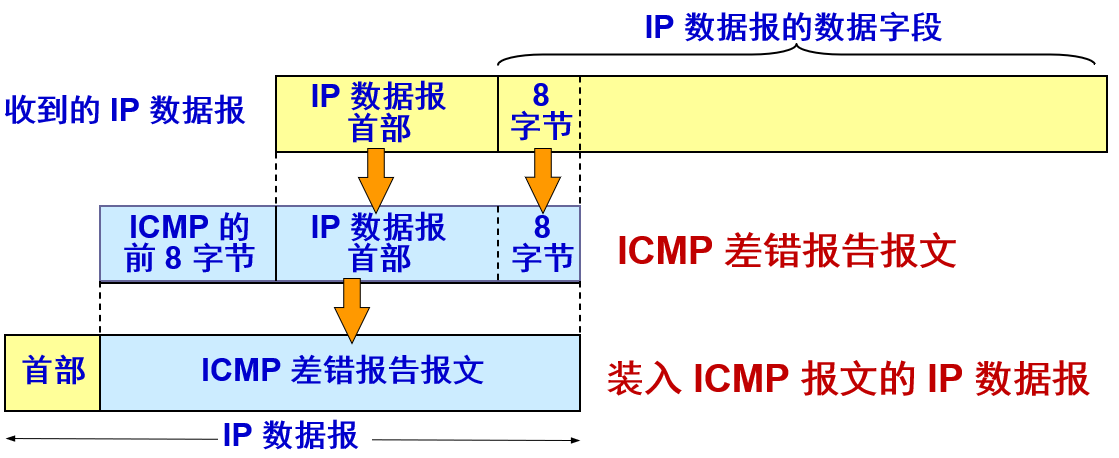 IP 数据报的数据字段
收到的 IP 数据报
IP 数据报
首部
8
字节
ICMP 的
前 8 字节
IP 数据报
首部
8
字节
ICMP 差错报告报文
首部
ICMP 差错报告报文
装入 ICMP 报文的 IP 数据报
IP 数据报